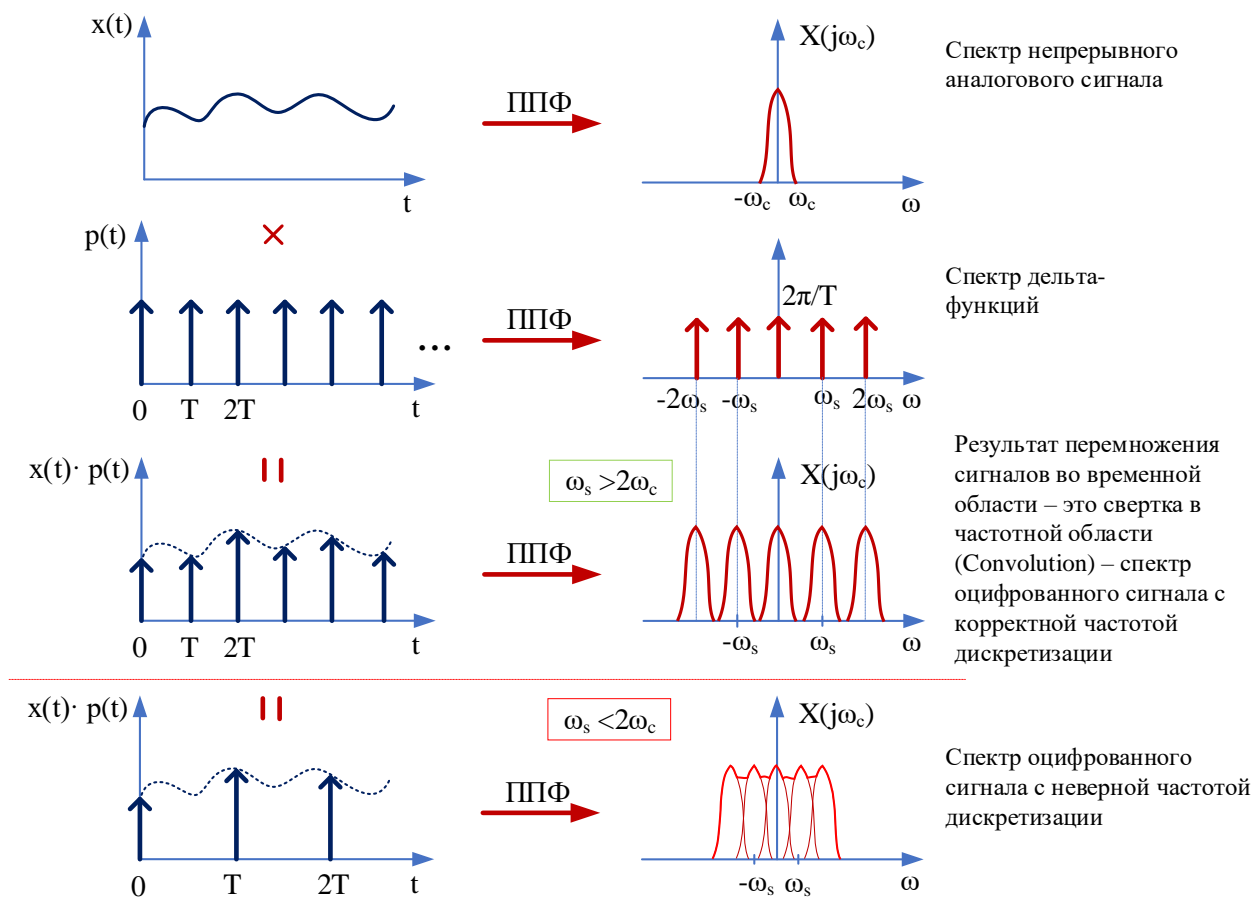 x(t)
t
ППФ
X(jωc)
-ωc
ωc
ω
Спектр непрерывного
аналогового сигнала
p(t)
×
0
T
2T
...
t
ППФ
2π/T
-2ωs
-ωs
ωs
2ωs
ω
Спектр дельта-
функций
x(t)· p(t)
0
T
2T
t
ωs >2ωc
ППФ
X(jωc)
-ωs
ωs
ω
Результат перемножения
сигналов во временной
области – это свертка в
частотной области
(Convolution) – спектр
оцифрованного сигнала с
корректной частотой
дискретизации
x(t)· p(t)
0
T
2T
t
ωs <2ωc
ППФ
X(jωc)
-ωs
ωs
ω
Спектр оцифрованного
сигнала с неверной частотой
дискретизации